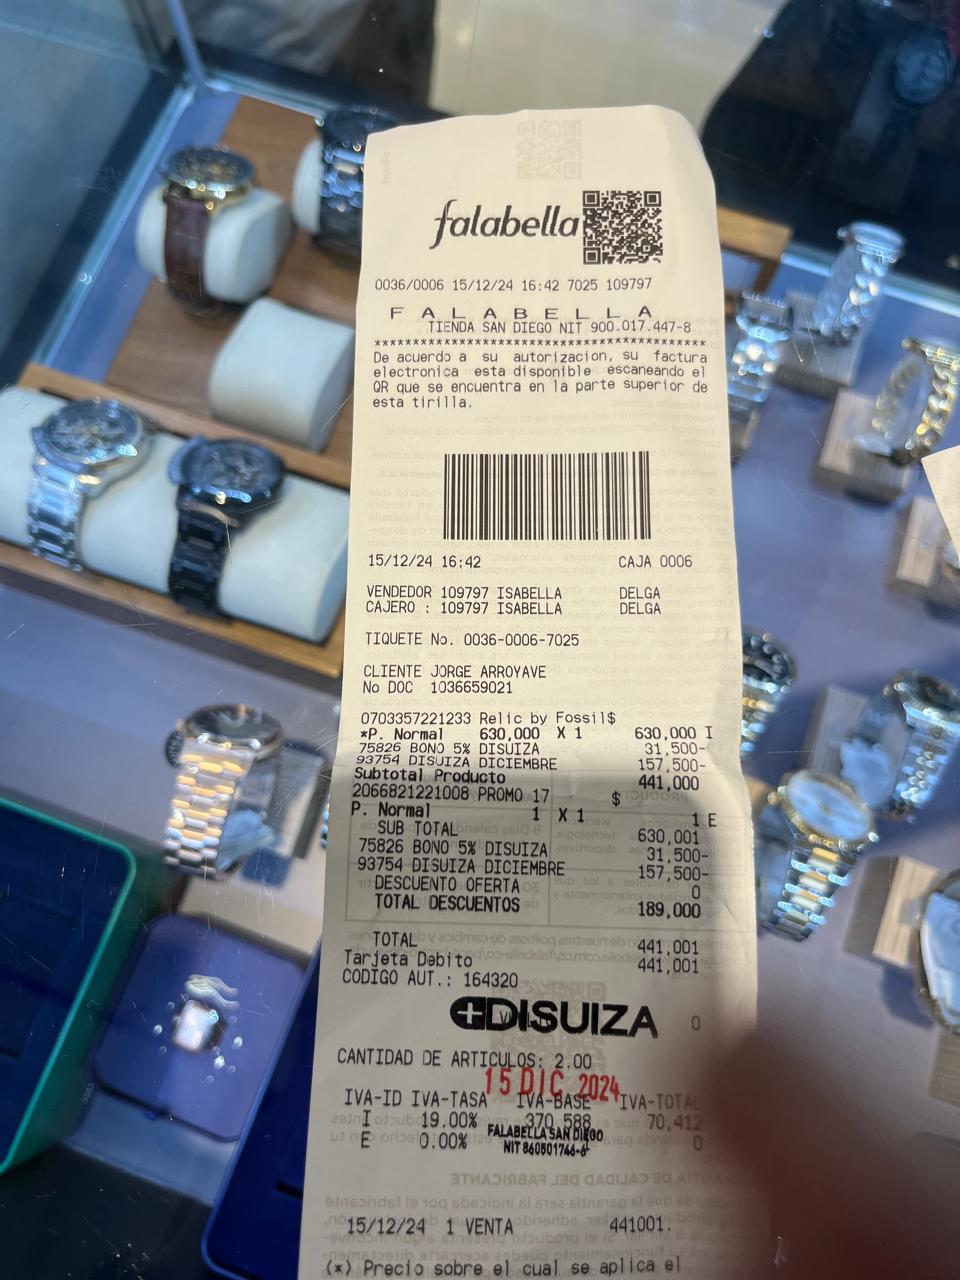 falabella
0036/0006 15/12/24 16:42 7025 109797
F A L A B E L L A
TIENDA SAN DIEGO NIT 900.017.447-8
****************************************
De acuerdo a su autorizacion, su factura
electronica esta disponible escaneando el
QR que se encuentra en la parte superior de
esta tirilla.
15/12/24 16:42 CAJA 0006
VENDEDOR 109797 ISABELLA DELGA
CAJERO : 109797 ISABELLA DELGA
TIQUETE No. 0036-0006-7025
CLIENTE JORGE ARROYAVE
No DOC 1036659021
0703357221233 Relic by Fossil$
*P. Normal 630,000 X 1 630,000 I
75826 BONO 5% DISUIZA 31,500-
93754 DISUIZA DICIEMBRE 157,500-
Subtotal Producto 441,000
2066821221008 PROMO 17 $
P. Normal 1 X 1 1 E
SUB TOTAL 630,001
75826 BONO 5% DISUIZA 31,500-
93754 DISUIZA DICIEMBRE 157,500-
DESCUENTO OFERTA 0
TOTAL DESCUENTOS 189,000
TOTAL 441,001
Tarjeta Debito 441,001
CODIGO AUT.: 164320
DISUIZA 0
CANTIDAD DE ARTICULOS: 2.00
15 DIC 2024
IVA-ID IVA-TASA IVA-BASE IVA-TOTAL
I 19.00% 370,588 70,412
E 0.00% 0
FALABELLA SAN DIEGO
NIT 860501746-6
15/12/24 1 VENTA 441001.
(*) Precio sobre el cual se aplica el